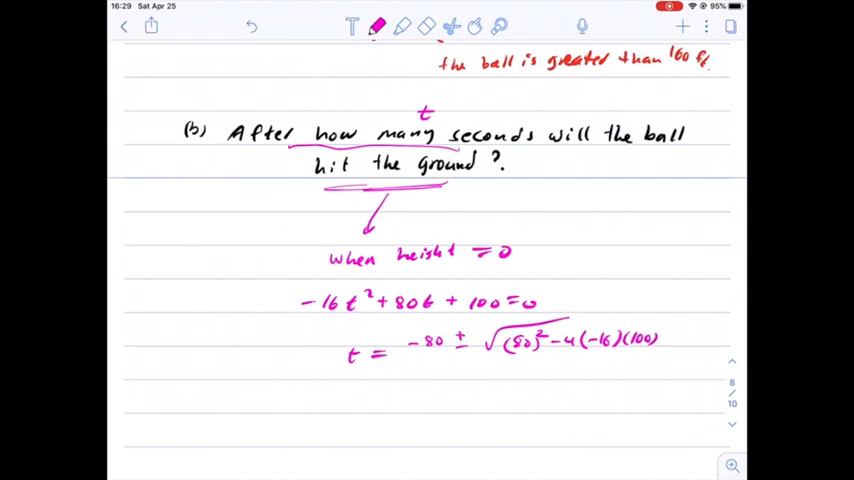 16:29 Sat Apr 25
95%
the ball is greater than 160 ft.
t
(b) After how many seconds will the ball
hit the ground?
when height = 0
-16t² + 80t + 100 = 0
t = -80 ± √(80)² - 4(-16)(100)
8
/
10